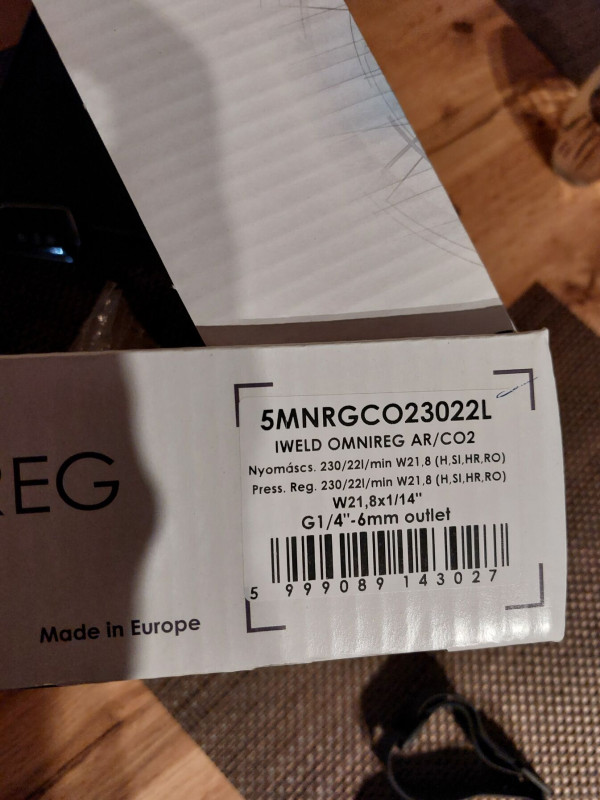 5MNRGCO23022L
IWELD OMNIREG AR/CO2
Nyomáscs. 230/22l/min W21,8 (H,SI,HR,RO)
Press. Reg. 230/22l/min W21,8 (H,SI,HR,RO)
W21,8x1/14"
G1/4"-6mm outlet
5 999089 143027
REG
Made in Europe